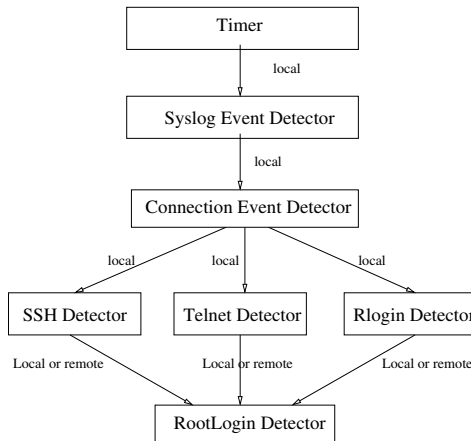 Timer
local
Syslog Event Detector
local
Connection Event Detector
local
local
local
SSH Detector
Telnet Detector
Rlogin Detector
Local or remote
Local or remote
Local or remote
RootLogin Detector